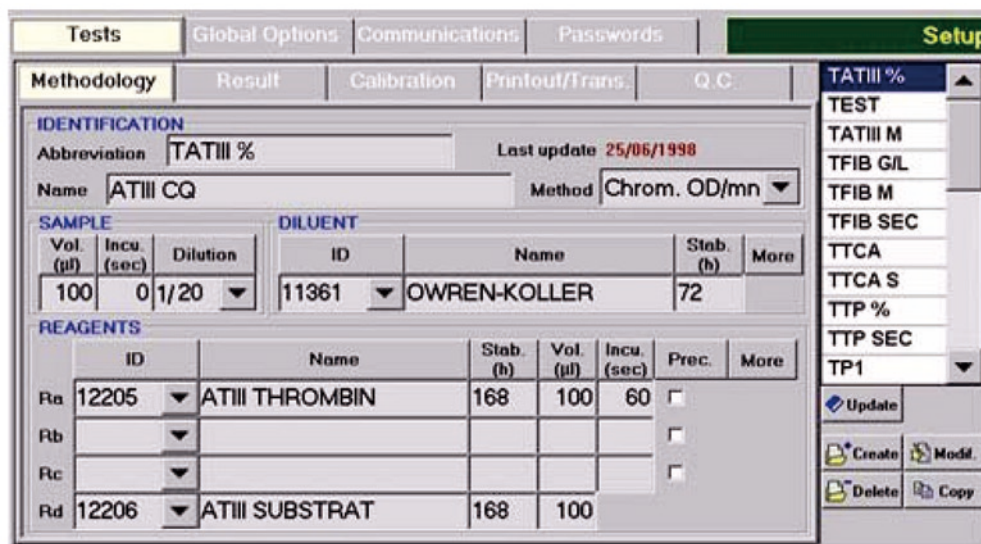 Tests Global Options Communications Passwords Setup
Methodology Result Calibration Printout/Trans. Q.C
IDENTIFICATION
Abbreviation TATIII % Last update 25/06/1998
Name ATIII CQ Method Chrom. OD/mn
SAMPLE DILUENT
Vol. (µl) Incu. (sec) Dilution ID Name Stab. (h) More
100 0 1/20 11361 OWREN-KOLLER 72
REAGENTS
ID Name Stab. (h) Vol. (µl) Incu. (sec) Prec. More
Ra 12205 ATIII THROMBIN 168 100 60
Rb
Rc
Rd 12206 ATIII SUBSTRAT 168 100
TATIII %
TEST
TATIII M
TFIB G/L
TFIB M
TFIB SEC
TTCA
TTCA S
TTP %
TTP SEC
TP1
Update
Create Modif.
Delete Copy